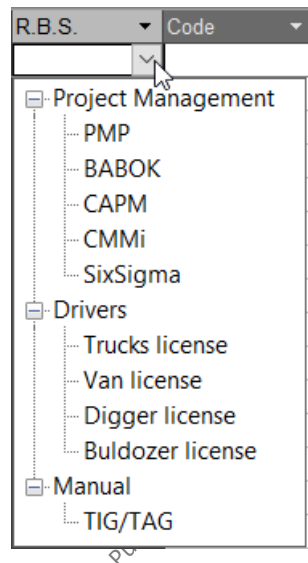 R.B.S. Code
Project Management
PMP
BABOK
CAPM
CMMi
SixSigma
Drivers
Trucks license
Van license
Digger license
Buldozer license
Manual
TIG/TAG